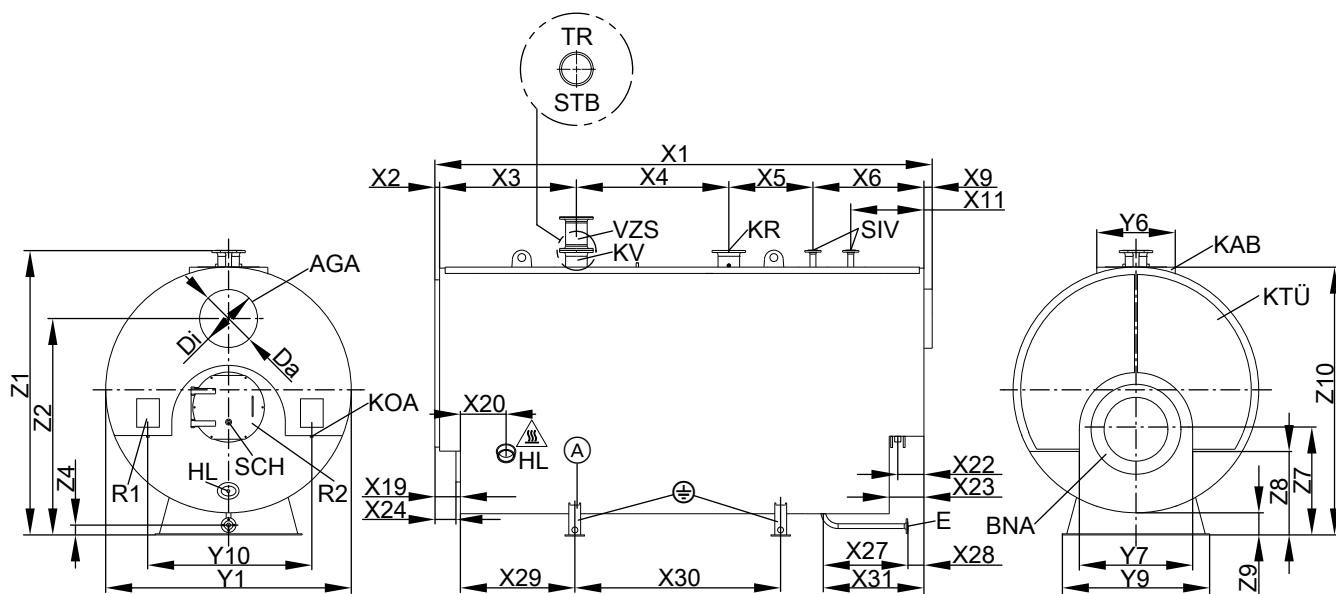 TR
STB
X1
X2 X3 X4 X5 X6 X9
X11
VZS KR SIV
KV
Y6
KAB
AGA
KTÜ
Di
Da
Z1
Z2
Z10
X20
KOA
HL
A
SCH
HL
R1
R2
Z4
X19
X24
X22
X23
E
BNA
Z7
Z8
Z9
Y10
Y1
X29 X30 X27 X28
X31
Y7
Y9